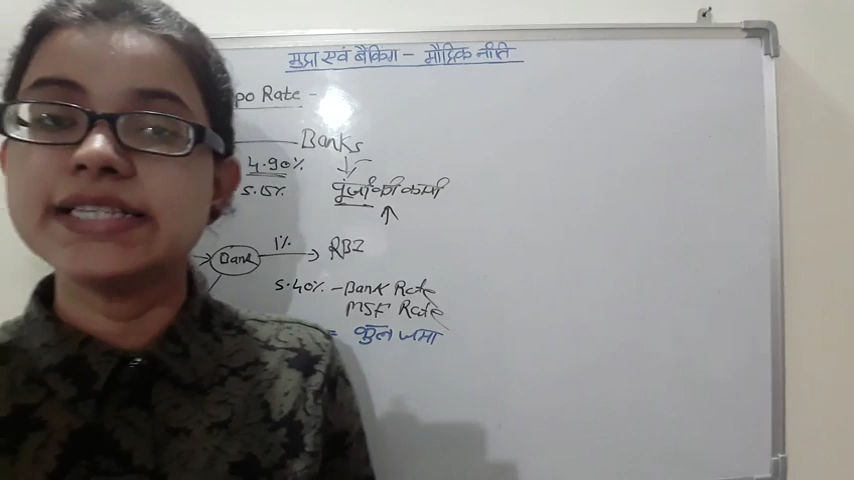 मुद्रा एवं बैंकिंग - मौद्रिक नीति
po Rate -
Banks
4.90%
5.15% पूंजी की कमी
Bank 1% RBI
5.40% - Bank Rate
MSF Rate
= कुल जमा